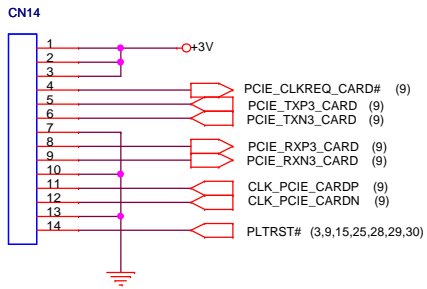 CN14
1 +3V
2
3
4 PCIE_CLKREQ_CARD# (9)
5 PCIE_TXP3_CARD (9)
6 PCIE_TXN3_CARD (9)
7
8 PCIE_RXP3_CARD (9)
9 PCIE_RXN3_CARD (9)
10
11 CLK_PCIE_CARDP (9)
12 CLK_PCIE_CARDN (9)
13
14 PLTRST# (3,9,15,25,28,29,30)